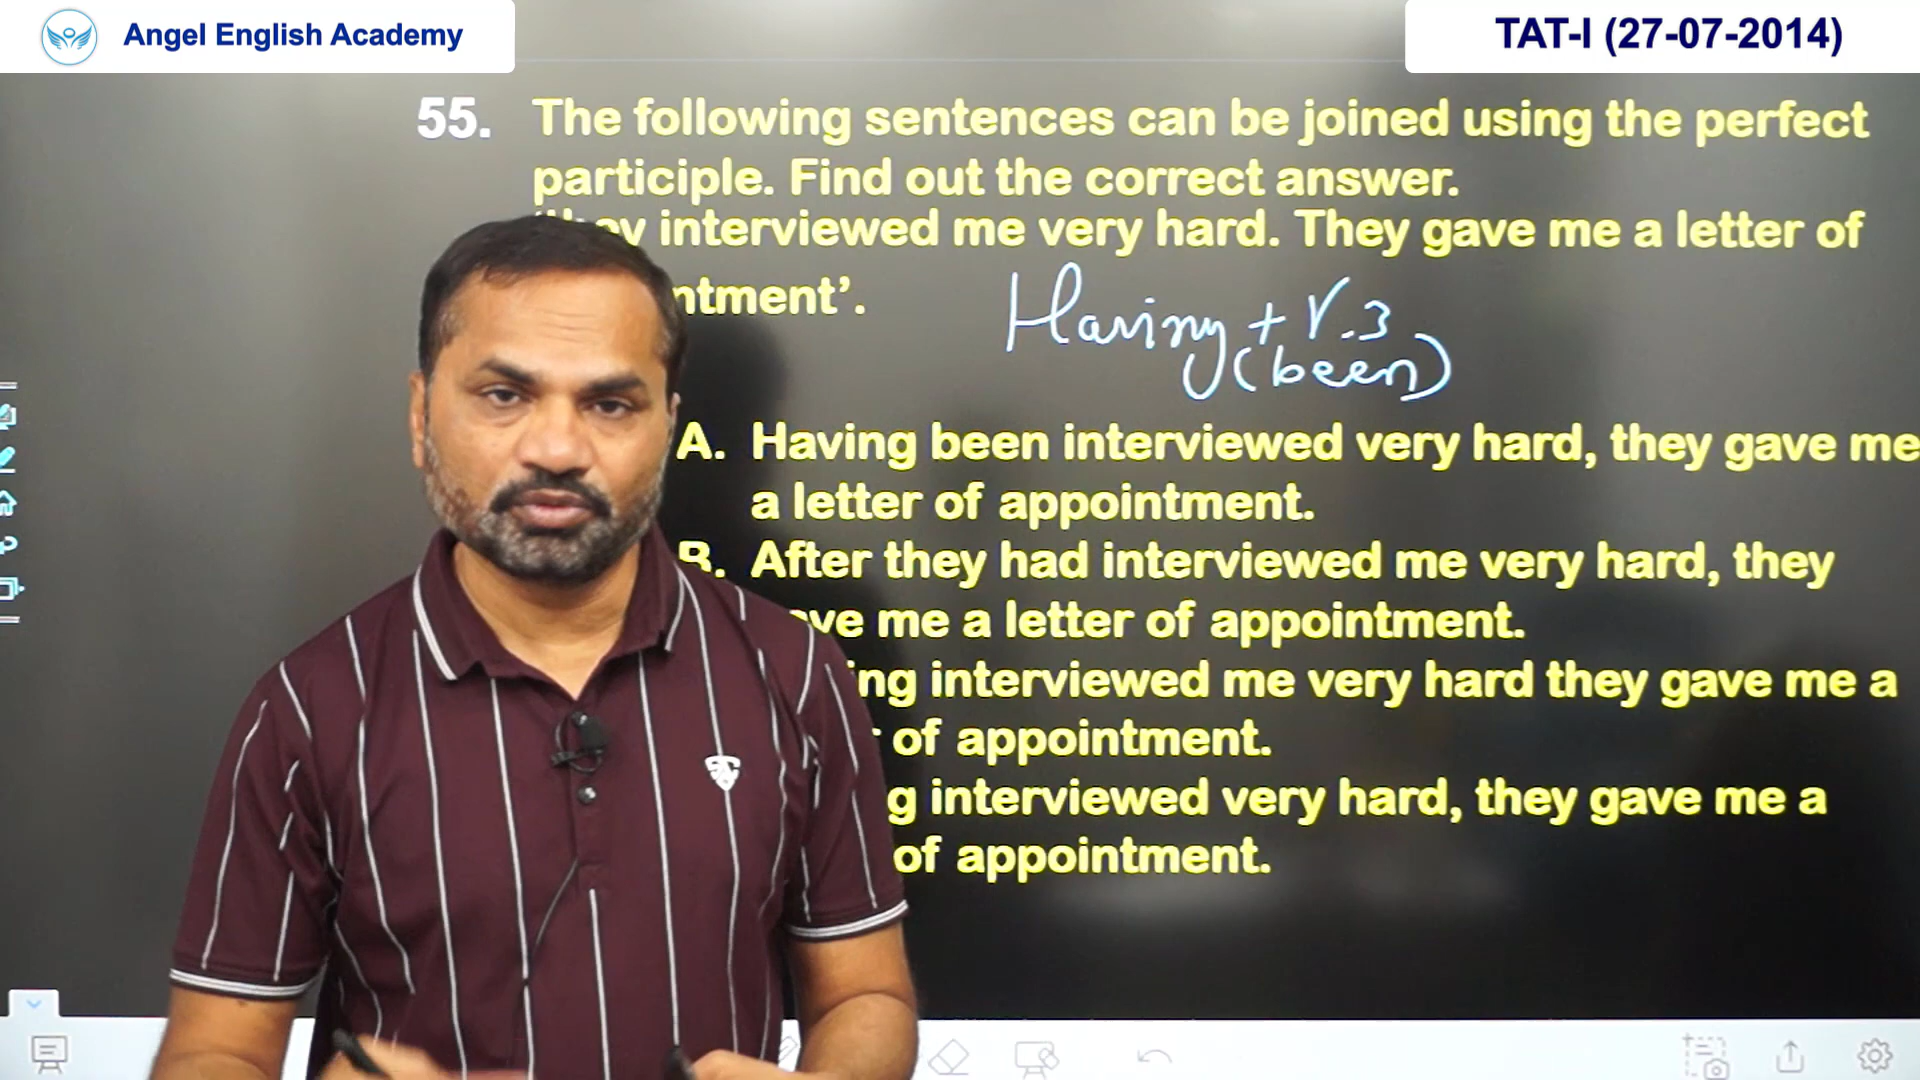 Angel English Academy
TAT-I (27-07-2014)
55. The following sentences can be joined using the perfect
participle. Find out the correct answer.
interviewed me very hard. They gave me a letter of
ntment’.
Having + V.3
(been)
A. Having been interviewed very hard, they gave me
a letter of appointment.
B. After they had interviewed me very hard, they
ve me a letter of appointment.
ing interviewed me very hard they gave me a
of appointment.
g interviewed very hard, they gave me a
of appointment.